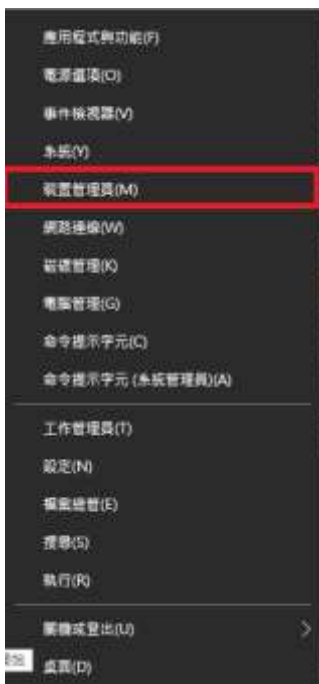 應用程式與功能(F)
電源選項(O)
事件檢視器(V)
系統(Y)
裝置管理員(M)
網路連線(W)
磁碟管理(K)
電腦管理(G)
命令提示字元(C)
命令提示字元 (系統管理員)(A)
工作管理員(T)
設定(N)
檔案總管(E)
搜尋(S)
執行(R)
關機或登出(U)
桌面(D)